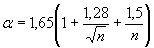 α = 1,65(1 + 1,28/√n + 1,5/n)